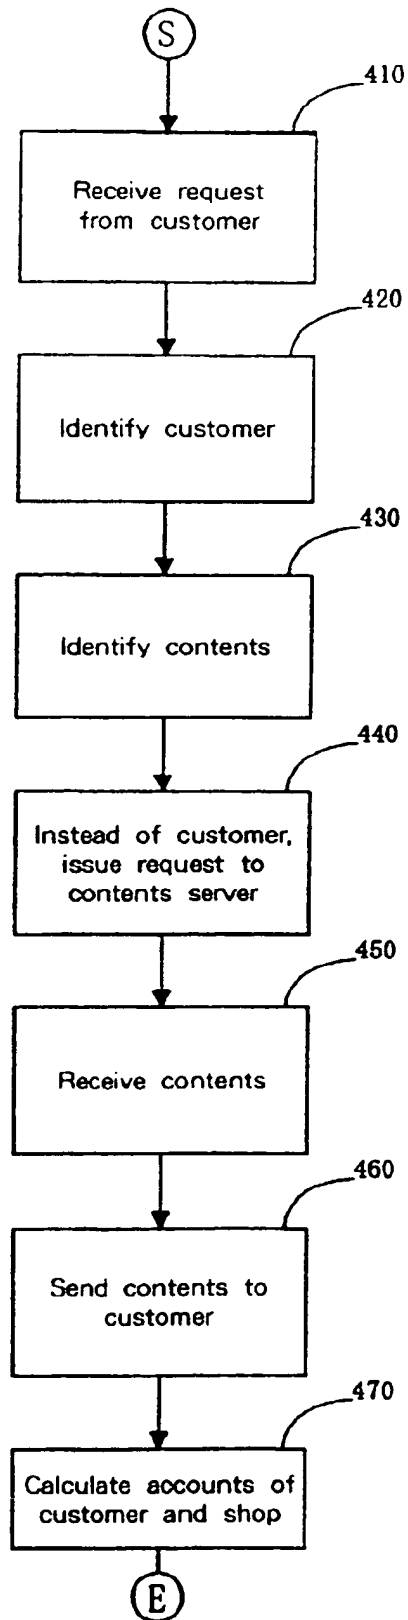 S
410
Receive request
from customer
420
Identify customer
430
Identify contents
440
Instead of customer,
issue request to
contents server
450
Receive contents
460
Send contents to
customer
470
Calculate accounts of
customer and shop
E